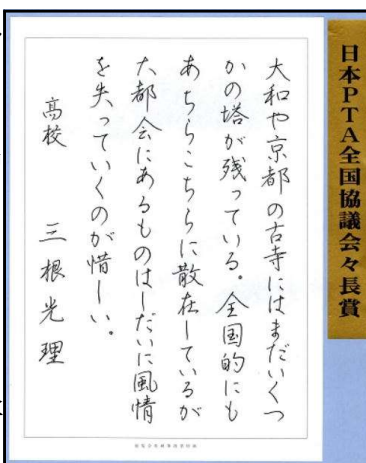 日本PTA全国協議会々長賞
大和や京都の古寺にはまだいくつ
かの塔が残っている。全国的にも
あちらこちらに散在しているが
大都会にあるものはしだいに風情
を失っていくのが惜しい。
高校 三根光理